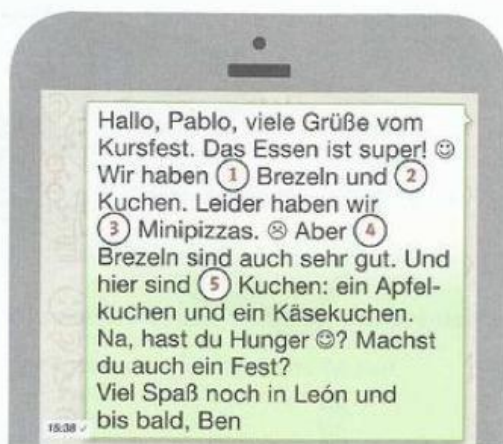 Hallo, Pablo, viele Grüße vom
Kursfest. Das Essen ist super! ☺
Wir haben ① Brezeln und ②
Kuchen. Leider haben wir
③ Minipizzas. ☹ Aber ④
Brezeln sind auch sehr gut. Und
hier sind ⑤ Kuchen: ein Apfel-
kuchen und ein Käsekuchen.
Na, hast du Hunger ☺? Machst
du auch ein Fest?
Viel Spaß noch in León und
bis bald, Ben
15:38 ✓